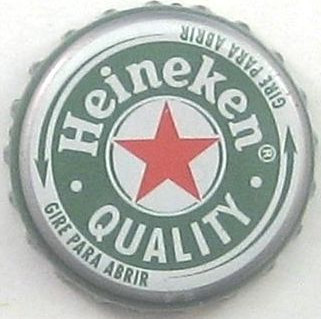 Heineken®
QUALITY
GIRE PARA ABRIR
GIRE PARA ABRIR